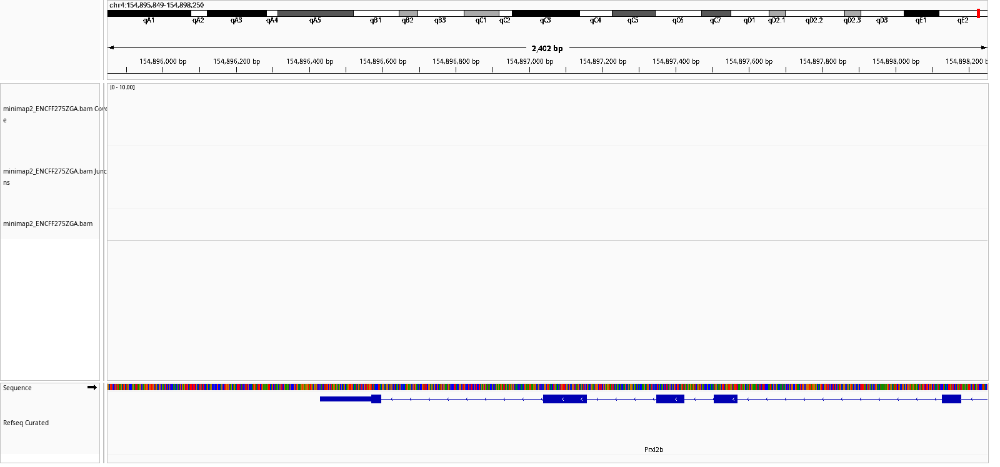 chr4:154,895,849-154,898,250
qA1 qA2 qA3 qA4 qA5 qB1 qB2 qB3 qC1 qC2 qC3 qC4 qC5 qC6 qC7 qD1 qD2.1 qD2.2 qD2.3 qD3 qE1 qE2
2,402 bp
154,896,000 bp 154,896,200 bp 154,896,400 bp 154,896,600 bp 154,896,800 bp 154,897,000 bp 154,897,200 bp 154,897,400 bp 154,897,600 bp 154,897,800 bp 154,898,000 bp 154,898,200 b
[0 - 10.00]
minimap2_ENCFF275ZGA.bam Cove
e
minimap2_ENCFF275ZGA.bam Junc
ns
minimap2_ENCFF275ZGA.bam
Sequence
Refseq Curated
Prxl2b